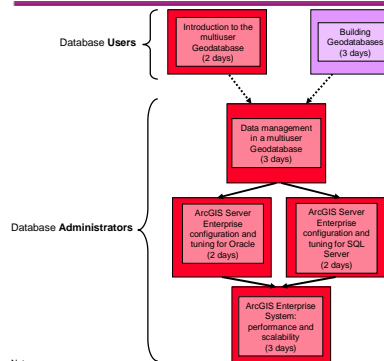 Database Users
Introduction to the
multiuser
Geodatabase
(2 days)
Building
Geodatabases
(3 days)
Data management
in a multiuser
Geodatabase
(3 days)
Database Administrators
ArcGIS Server
Enterprise
configuration and
tuning for Oracle
(2 days)
ArcGIS Server
Enterprise
configuration and
tuning for SQL
Server
(2 days)
ArcGIS Enterprise
System:
performance and
scalability
(3 days)